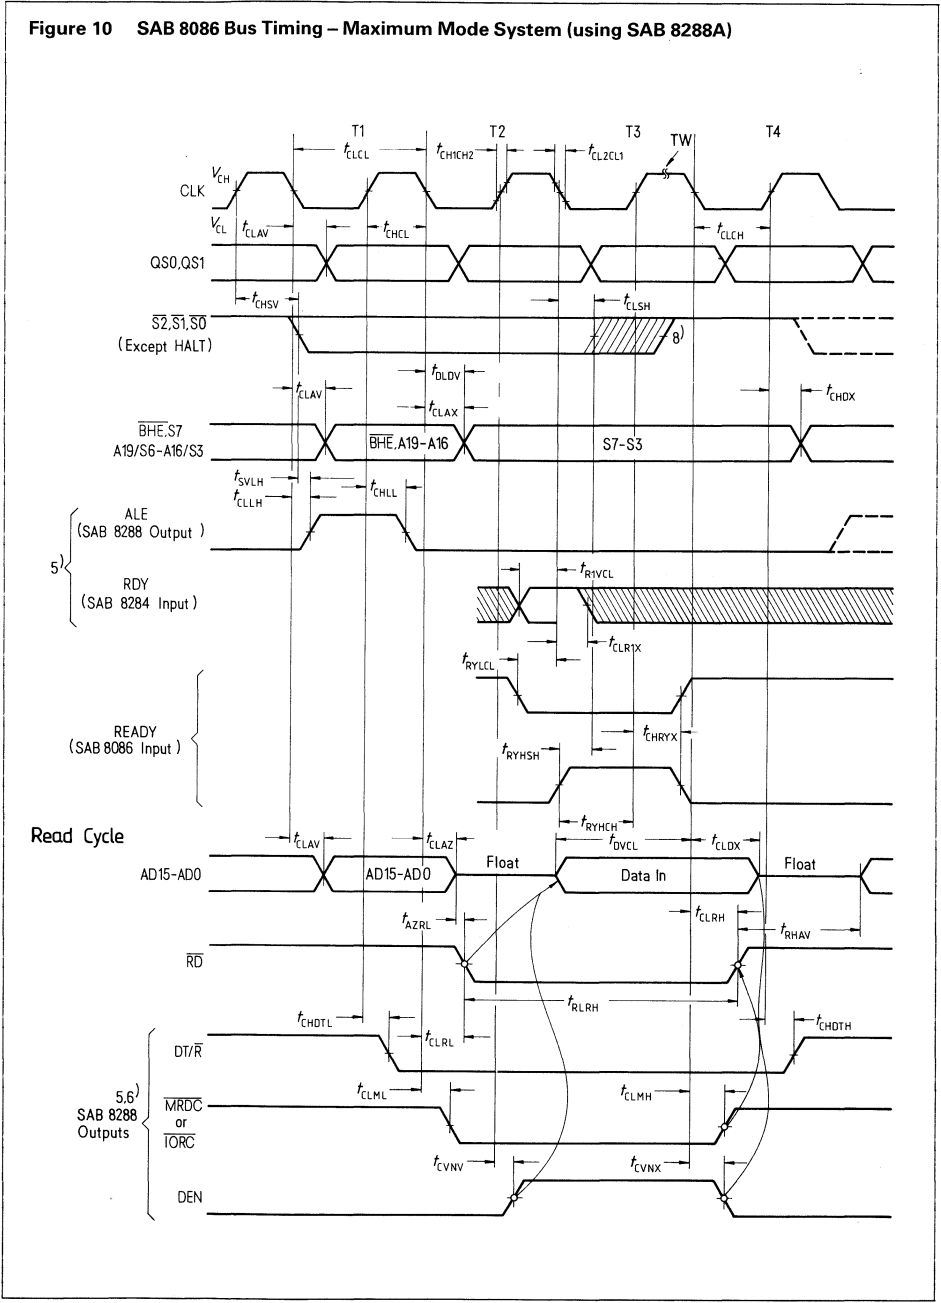 Figure 10 SAB 8086 Bus Timing – Maximum Mode System (using SAB 8288A)
T1 T2 T3 TW T4
tCLCL tCH1CH2 tCL2CL1
VCH
CLK
VCL tCLAV tCHCL tCLCH
QS0,QS1
tCHSV tCLSH
S2,S1,S0
(Except HALT)
8)
tDLDV
tCLAV tCLAX tCHDX
BHE,S7
A19/S6-A16/S3
BHE,A19-A16 S7-S3
tSVLH
tCLLH tCHLL
ALE
(SAB 8288 Output )
5)
tR1VCL
RDY
(SAB 8284 Input)
tCLR1X
tRYLCL
READY
(SAB 8086 Input )
tCHRYX
tRYHSH
tRYHCH
Read Cycle
tCLAV tCLAZ tDVCL tCLDX
AD15-AD0 AD15-AD0 Float Data In Float
tAZRL tCLRH tRHAV
RD
tRLRH
tCHDTL tCLRL tCHDTH
DT/R
5,6)
SAB 8288
Outputs
tCLML tCLMH
MRDC
or
IORC
tCVNV tCVNX
DEN